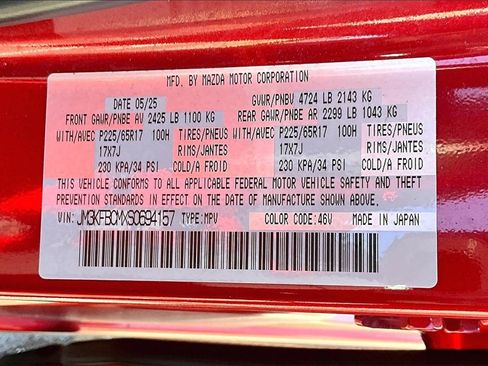 MFD. BY MAZDA MOTOR CORPORATION
DATE 05/25 GVWR/PNBV 4724 LB 2143 KG
FRONT GAWR/PNBE AV 2425 LB 1100 KG REAR GAWR/PNBE AR 2299 LB 1043 KG
WITH/AVEC P225/65R17 100H TIRES/PNEUS WITH/AVEC P225/65R17 100H TIRES/PNEUS
17X7J RIMS/JANTES 17X7J RIMS/JANTES
230 KPA/34 PSI COLD/A FROID 230 KPA/34 PSI COLD/A FROID
THIS VEHICLE CONFORMS TO ALL APPLICABLE FEDERAL MOTOR VEHICLE SAFETY AND THEFT
PREVENTION STANDARDS IN EFFECT ON THE DATE OF MANUFACTURE SHOWN ABOVE.
VIN: JM3KFBCMXS0694157 TYPE: MPV COLOR CODE: 46V MADE IN JAPAN